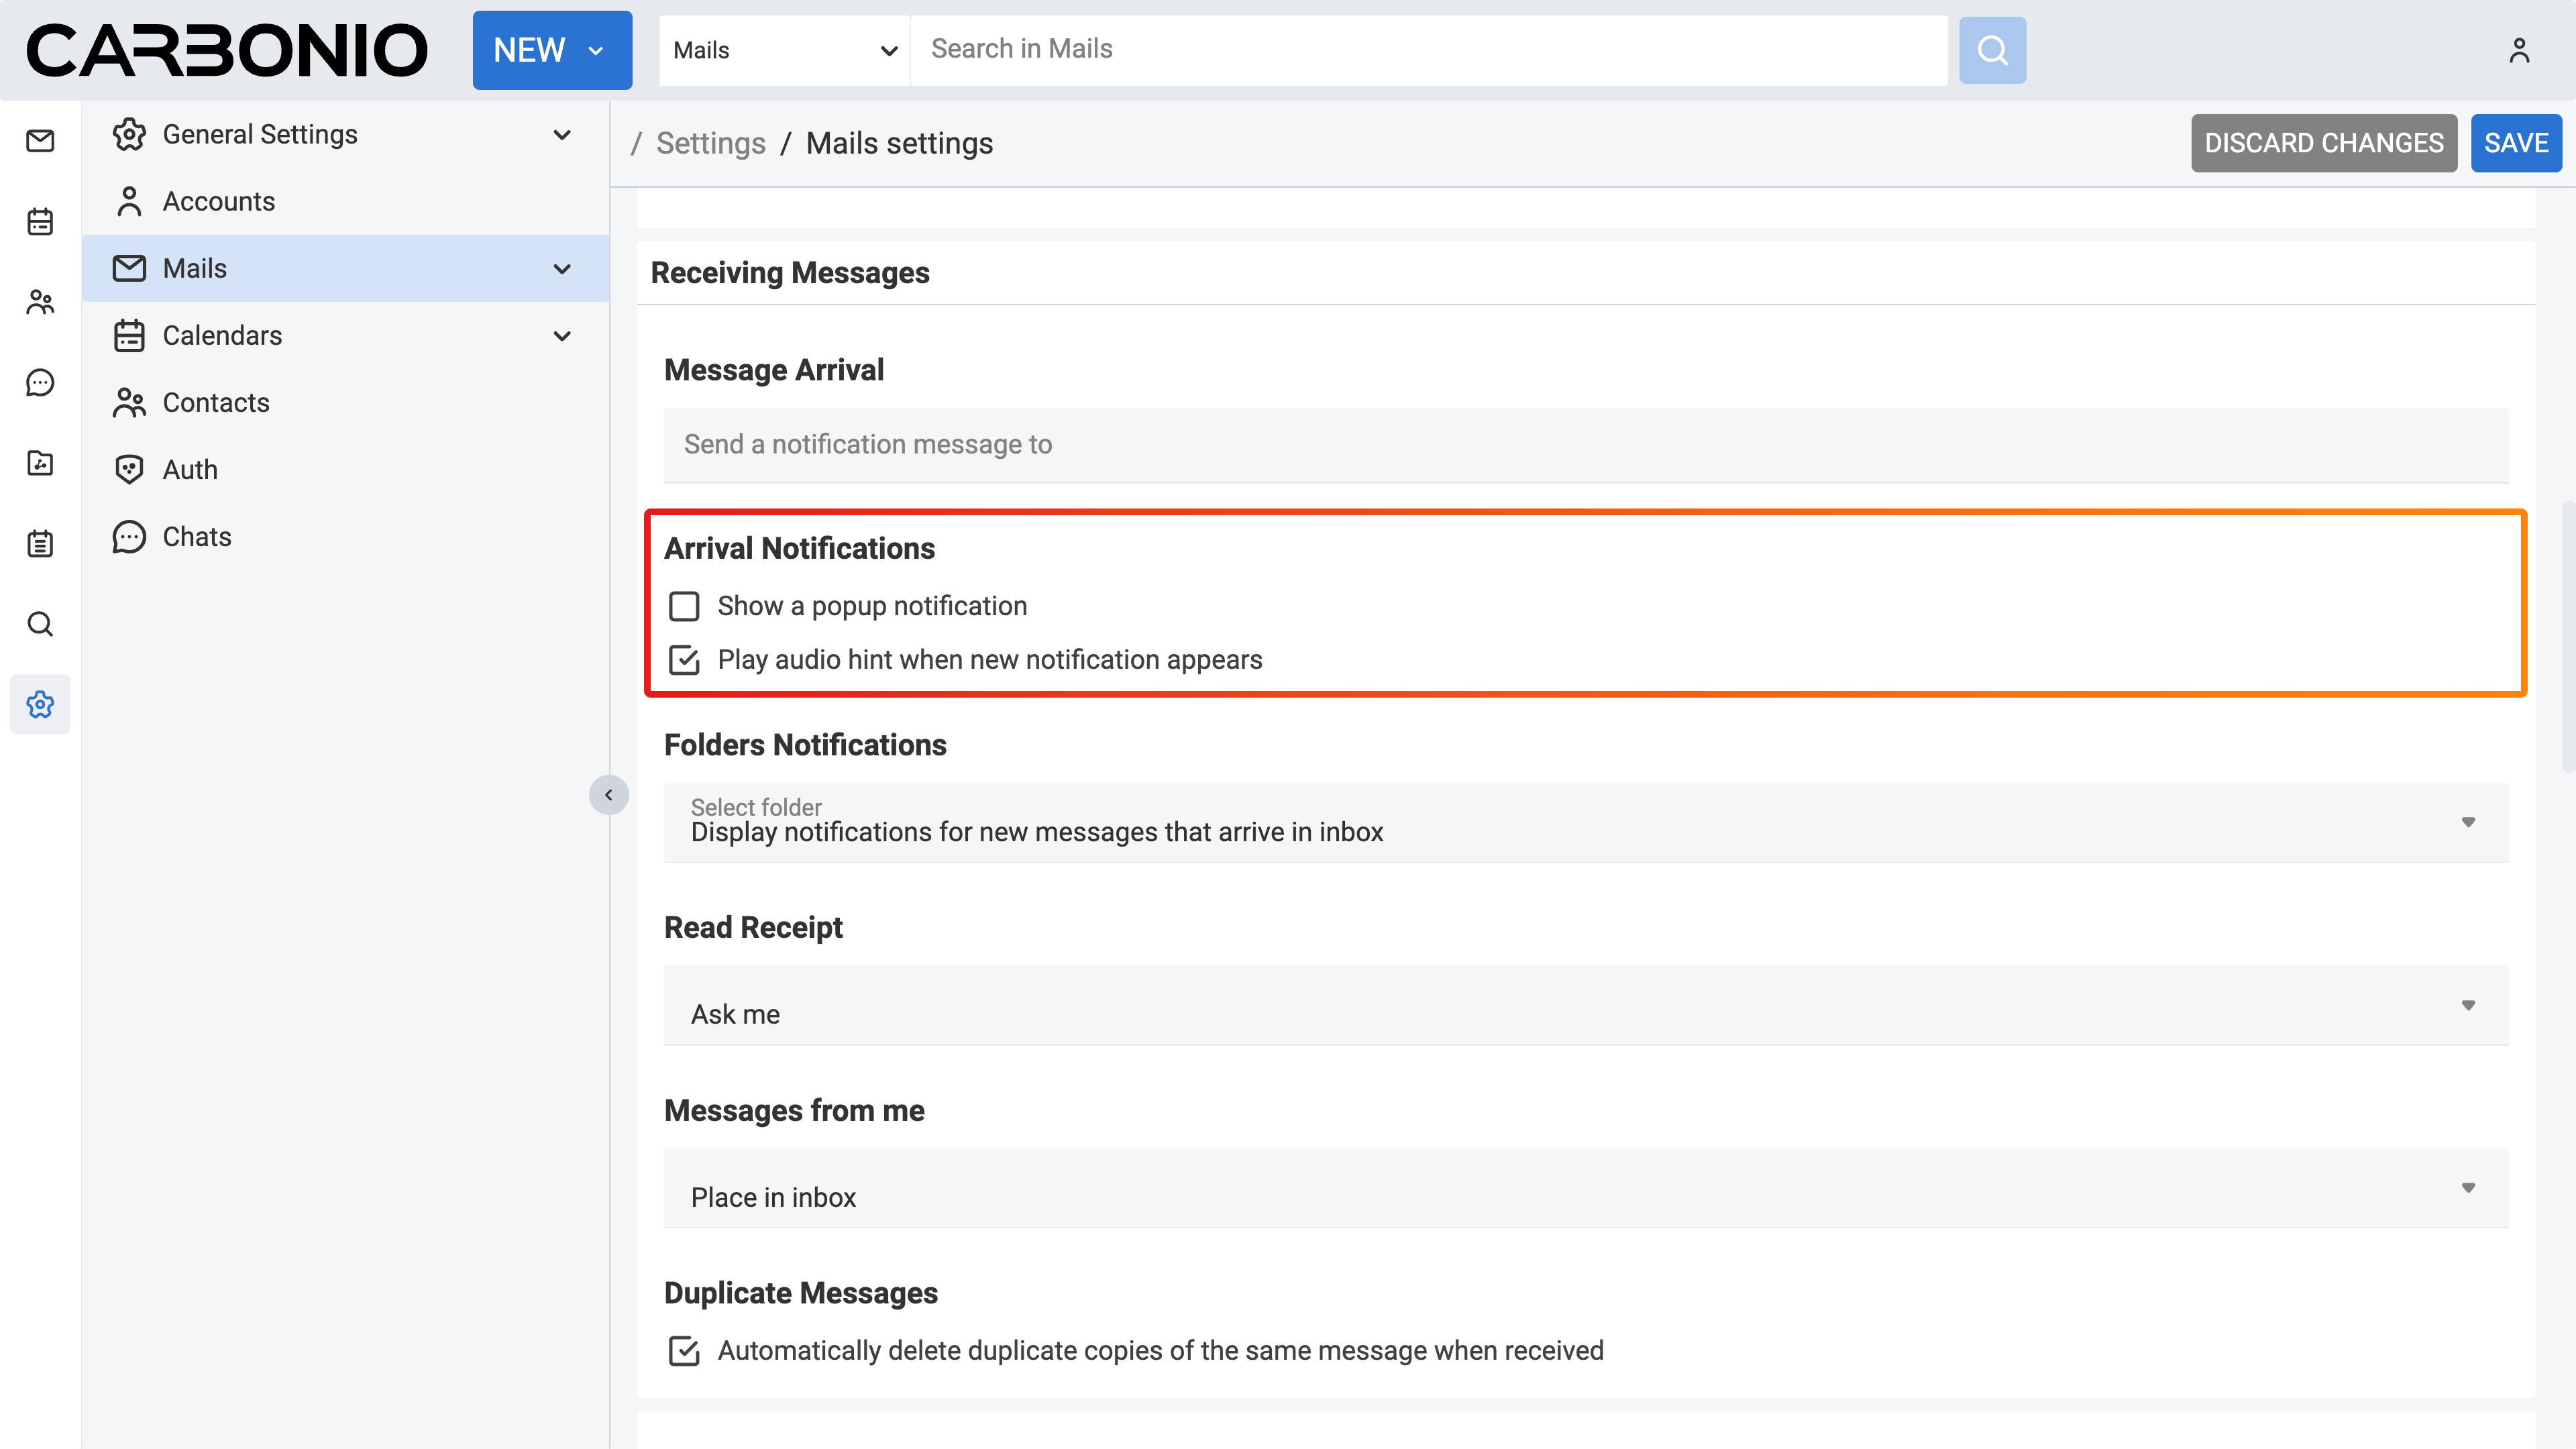 CARBONIO
NEW
Mails
Search in Mails
General Settings
Accounts
Mails
Calendars
Contacts
Auth
Chats
/ Settings / Mails settings
DISCARD CHANGES
SAVE
Receiving Messages
Message Arrival
Send a notification message to
Arrival Notifications
Show a popup notification
Play audio hint when new notification appears
Folders Notifications
Select folder
Display notifications for new messages that arrive in inbox
Read Receipt
Ask me
Messages from me
Place in inbox
Duplicate Messages
Automatically delete duplicate copies of the same message when received